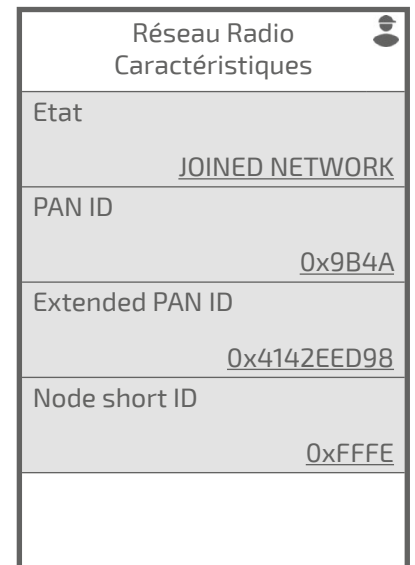 Réseau Radio
Caractéristiques
Etat
JOINED NETWORK
PAN ID
0x9B4A
Extended PAN ID
0x4142EED98
Node short ID
0xFFFE